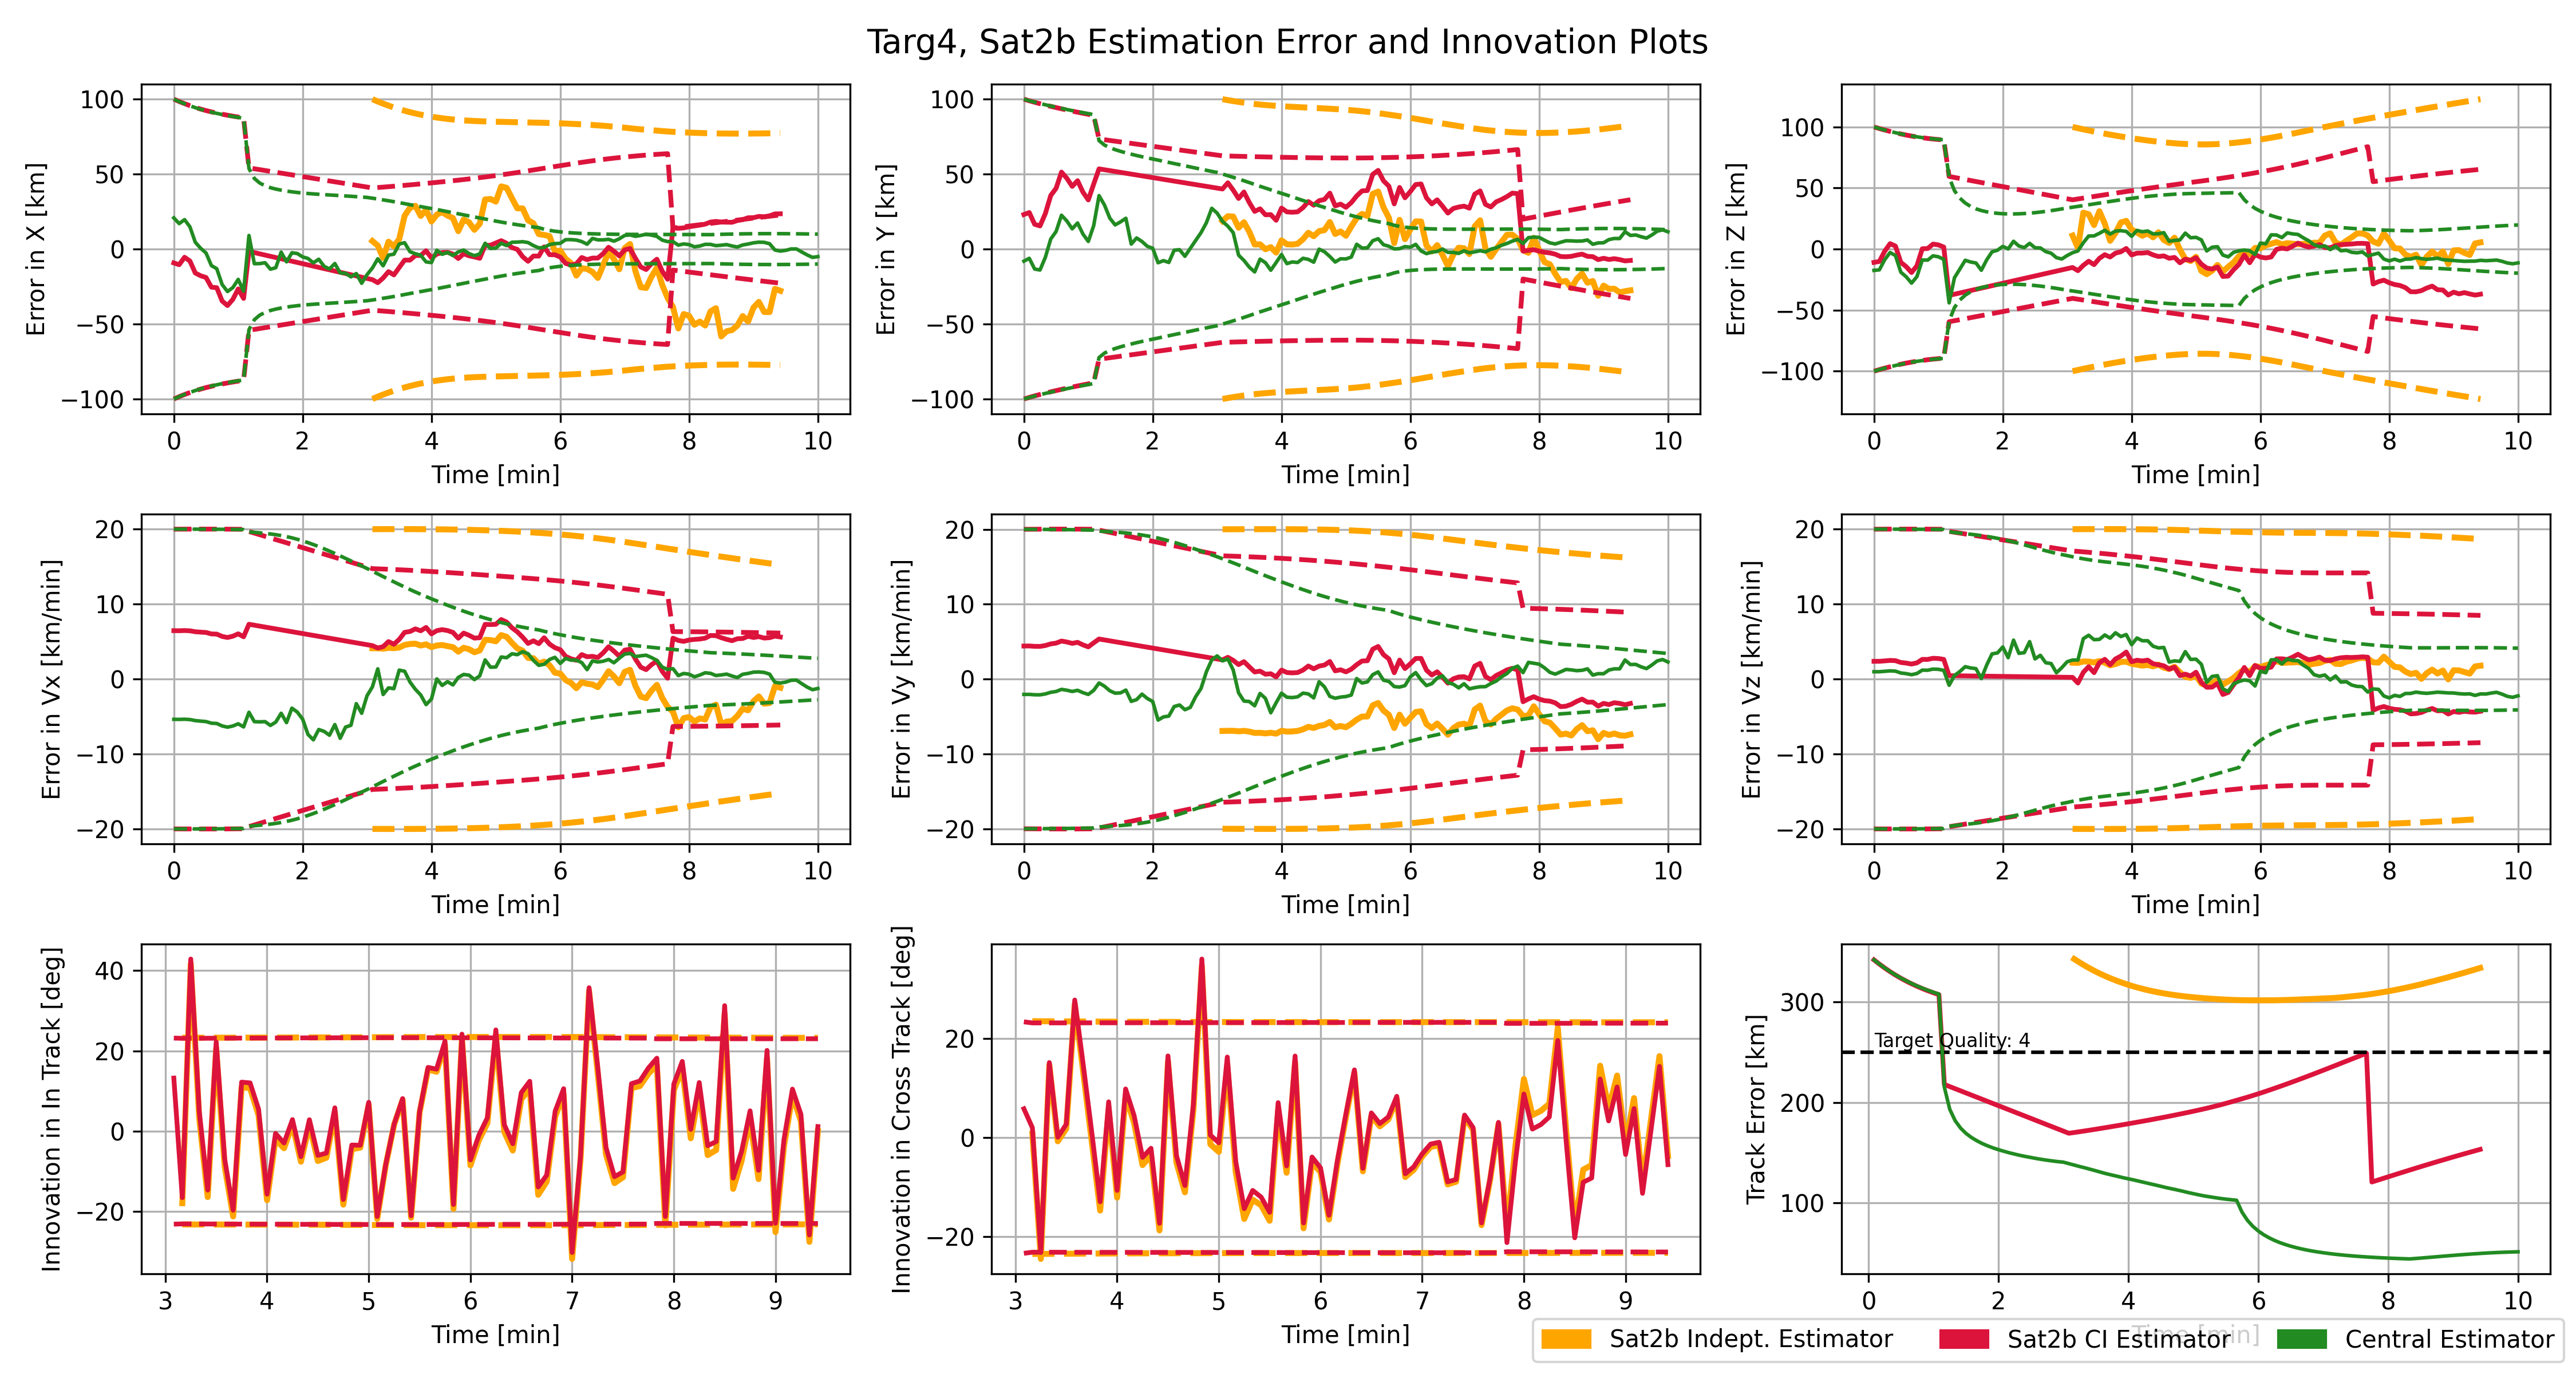 Targ4, Sat2b Estimation Error and Innovation Plots
Error in X [km]
100
50
0
−50
−100
0 2 4 6 8 10
Time [min]
Error in Y [km]
100
50
0
−50
−100
0 2 4 6 8 10
Time [min]
Error in Z [km]
100
50
0
−50
−100
0 2 4 6 8 10
Time [min]
Error in Vx [km/min]
20
10
0
−10
−20
0 2 4 6 8 10
Time [min]
Error in Vy [km/min]
20
10
0
−10
−20
0 2 4 6 8 10
Time [min]
Error in Vz [km/min]
20
10
0
−10
−20
0 2 4 6 8 10
Time [min]
Innovation in In Track [deg]
40
20
0
−20
3 4 5 6 7 8 9
Time [min]
Innovation in Cross Track [deg]
20
0
−20
3 4 5 6 7 8 9
Time [min]
Track Error [km]
300
200
100
Target Quality: 4
0 2 4 6 8 10
Time [min]
Sat2b Indept. Estimator
Sat2b CI Estimator
Central Estimator